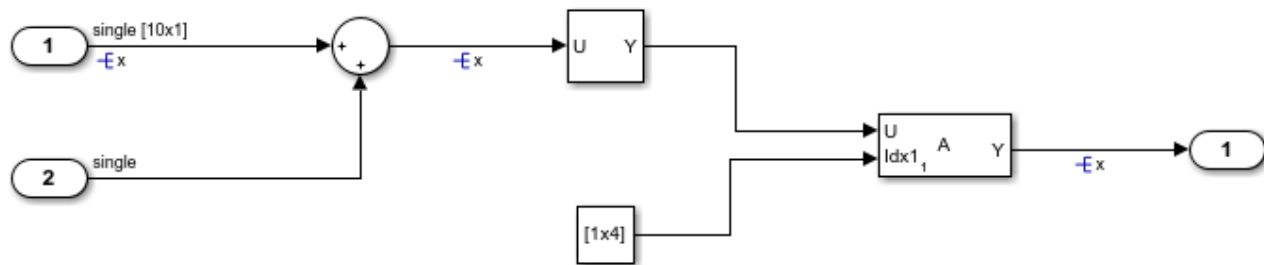 1
single [10x1]
x
+
+
x
U Y
2
single
U
Idx1 1
A
Y
x
1
[1x4]